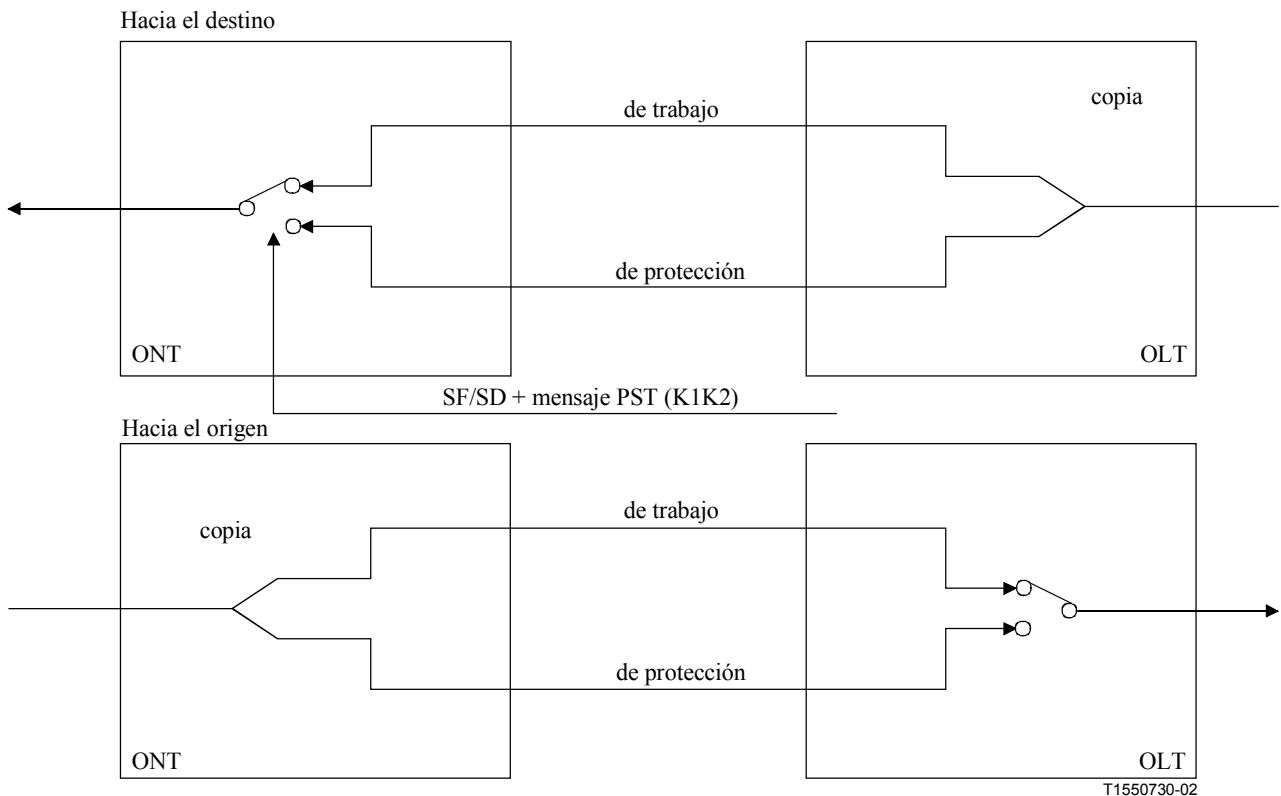 Hacia el destino
copia
de trabajo
de protección
ONT
OLT
SF/SD + mensaje PST (K1K2)
Hacia el origen
de trabajo
copia
de protección
ONT
OLT
T1550730-02